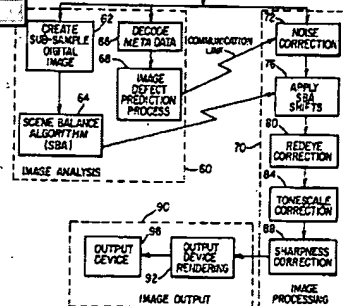 62
CREATE
SUB-SAMPLE
DIGITAL
IMAGE
66
DECODE
META DATA
68
IMAGE
DEFECT
PREDICTION
PROCESS
COMMUNICATION
LINK
64
SCENE BALANCE
ALGORITHM
(SBA)
IMAGE ANALYSIS
60
72
NOISE
CORRECTION
76
APPLY
SBA
SHIFTS
70
80
REDEYE
CORRECTION
84
TONESCALE
CORRECTION
88
SHARPNESS
CORRECTION
IMAGE
PROCESSING
90
96
OUTPUT
DEVICE
OUTPUT
DEVICE
RENDERING
92
IMAGE OUTPUT